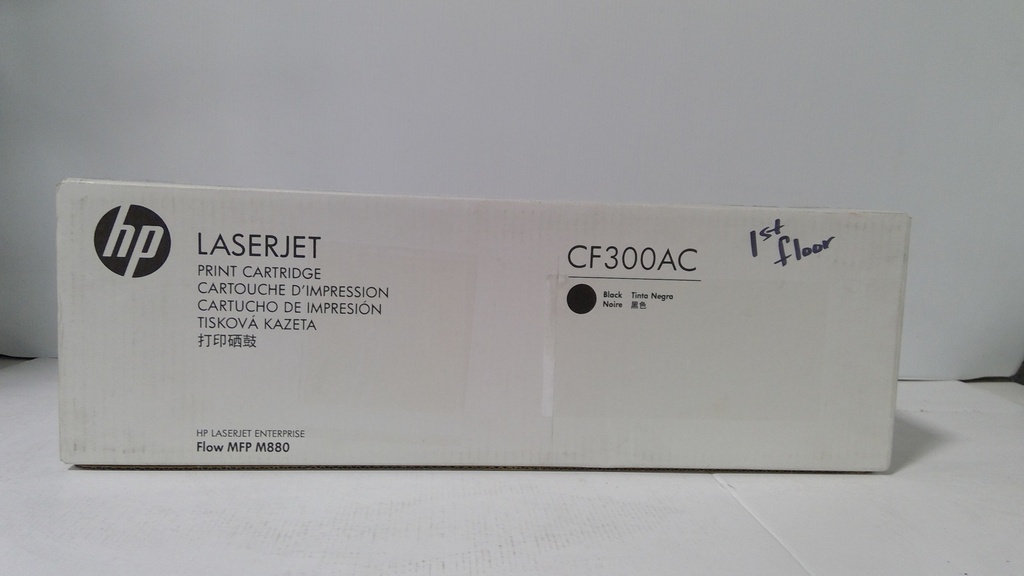 hp
LASERJET
PRINT CARTRIDGE
CARTOUCHE D'IMPRESSION
CARTUCHO DE IMPRESIÓN
TISKOVÁ KAZETA
打印硒鼓
HP LASERJET ENTERPRISE
Flow MFP M880
CF300AC
Black Tinta Negra
Noire 黑色
1st
floor